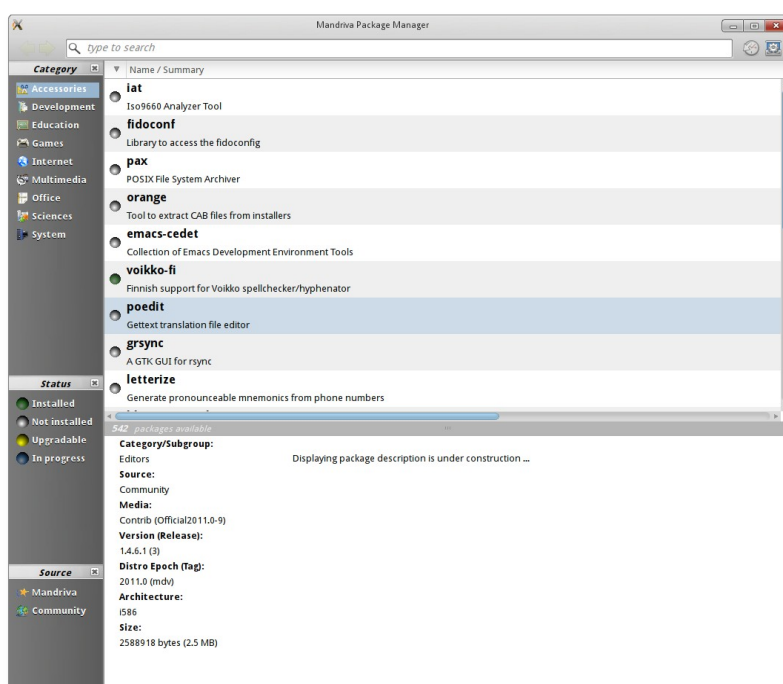 Mandriva Package Manager
type to search
Category
Name / Summary
Accessories
Development
Education
Games
Internet
Multimedia
Office
Sciences
System
iat
Iso9660 Analyzer Tool
fidoconf
Library to access the fidoconfig
pax
POSIX File System Archiver
orange
Tool to extract CAB files from installers
emacs-cedet
Collection of Emacs Development Environment Tools
voikko-fi
Finnish support for Voikko spellchecker/hyphenator
poedit
Gettext translation file editor
grsync
A GTK GUI for rsync
letterize
Generate pronounceable mnemonics from phone numbers
Status
Installed
Not installed
Upgradable
In progress
542 packages available
Category/Subgroup:
Editors
Displaying package description is under construction ...
Source:
Community
Media:
Contrib (Official2011.0-9)
Version (Release):
1.4.6.1 (3)
Distro Epoch (Tag):
2011.0 (mdv)
Architecture:
i586
Size:
2588918 bytes (2.5 MB)
Source
Mandriva
Community